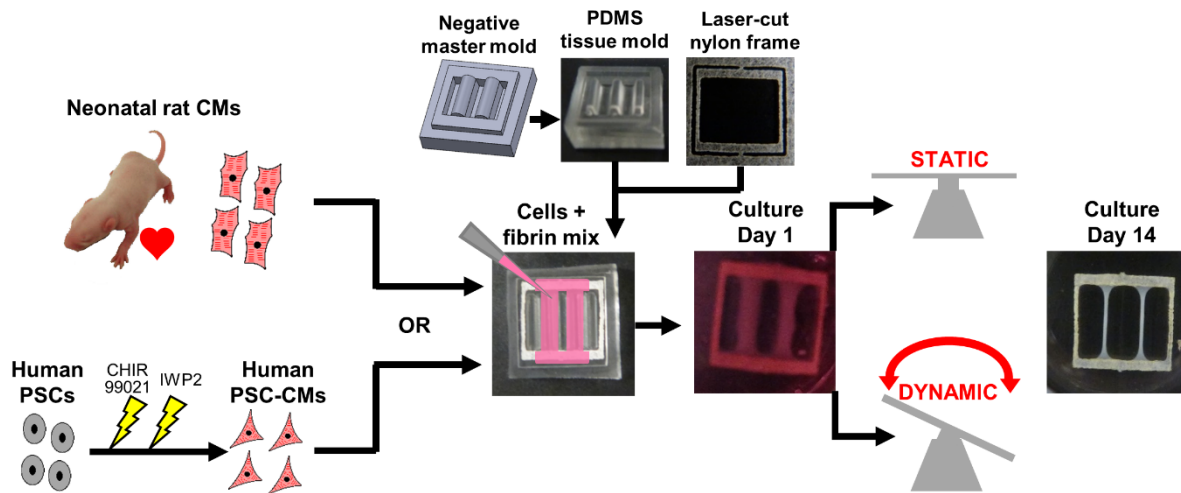 Negative
master mold
PDMS
tissue mold
Laser-cut
nylon frame
Neonatal rat CMs
STATIC
Cells +
fibrin mix
Culture
Day 1
Culture
Day 14
OR
Human
PSCs
CHIR
99021
IWP2
Human
PSC-CMs
DYNAMIC